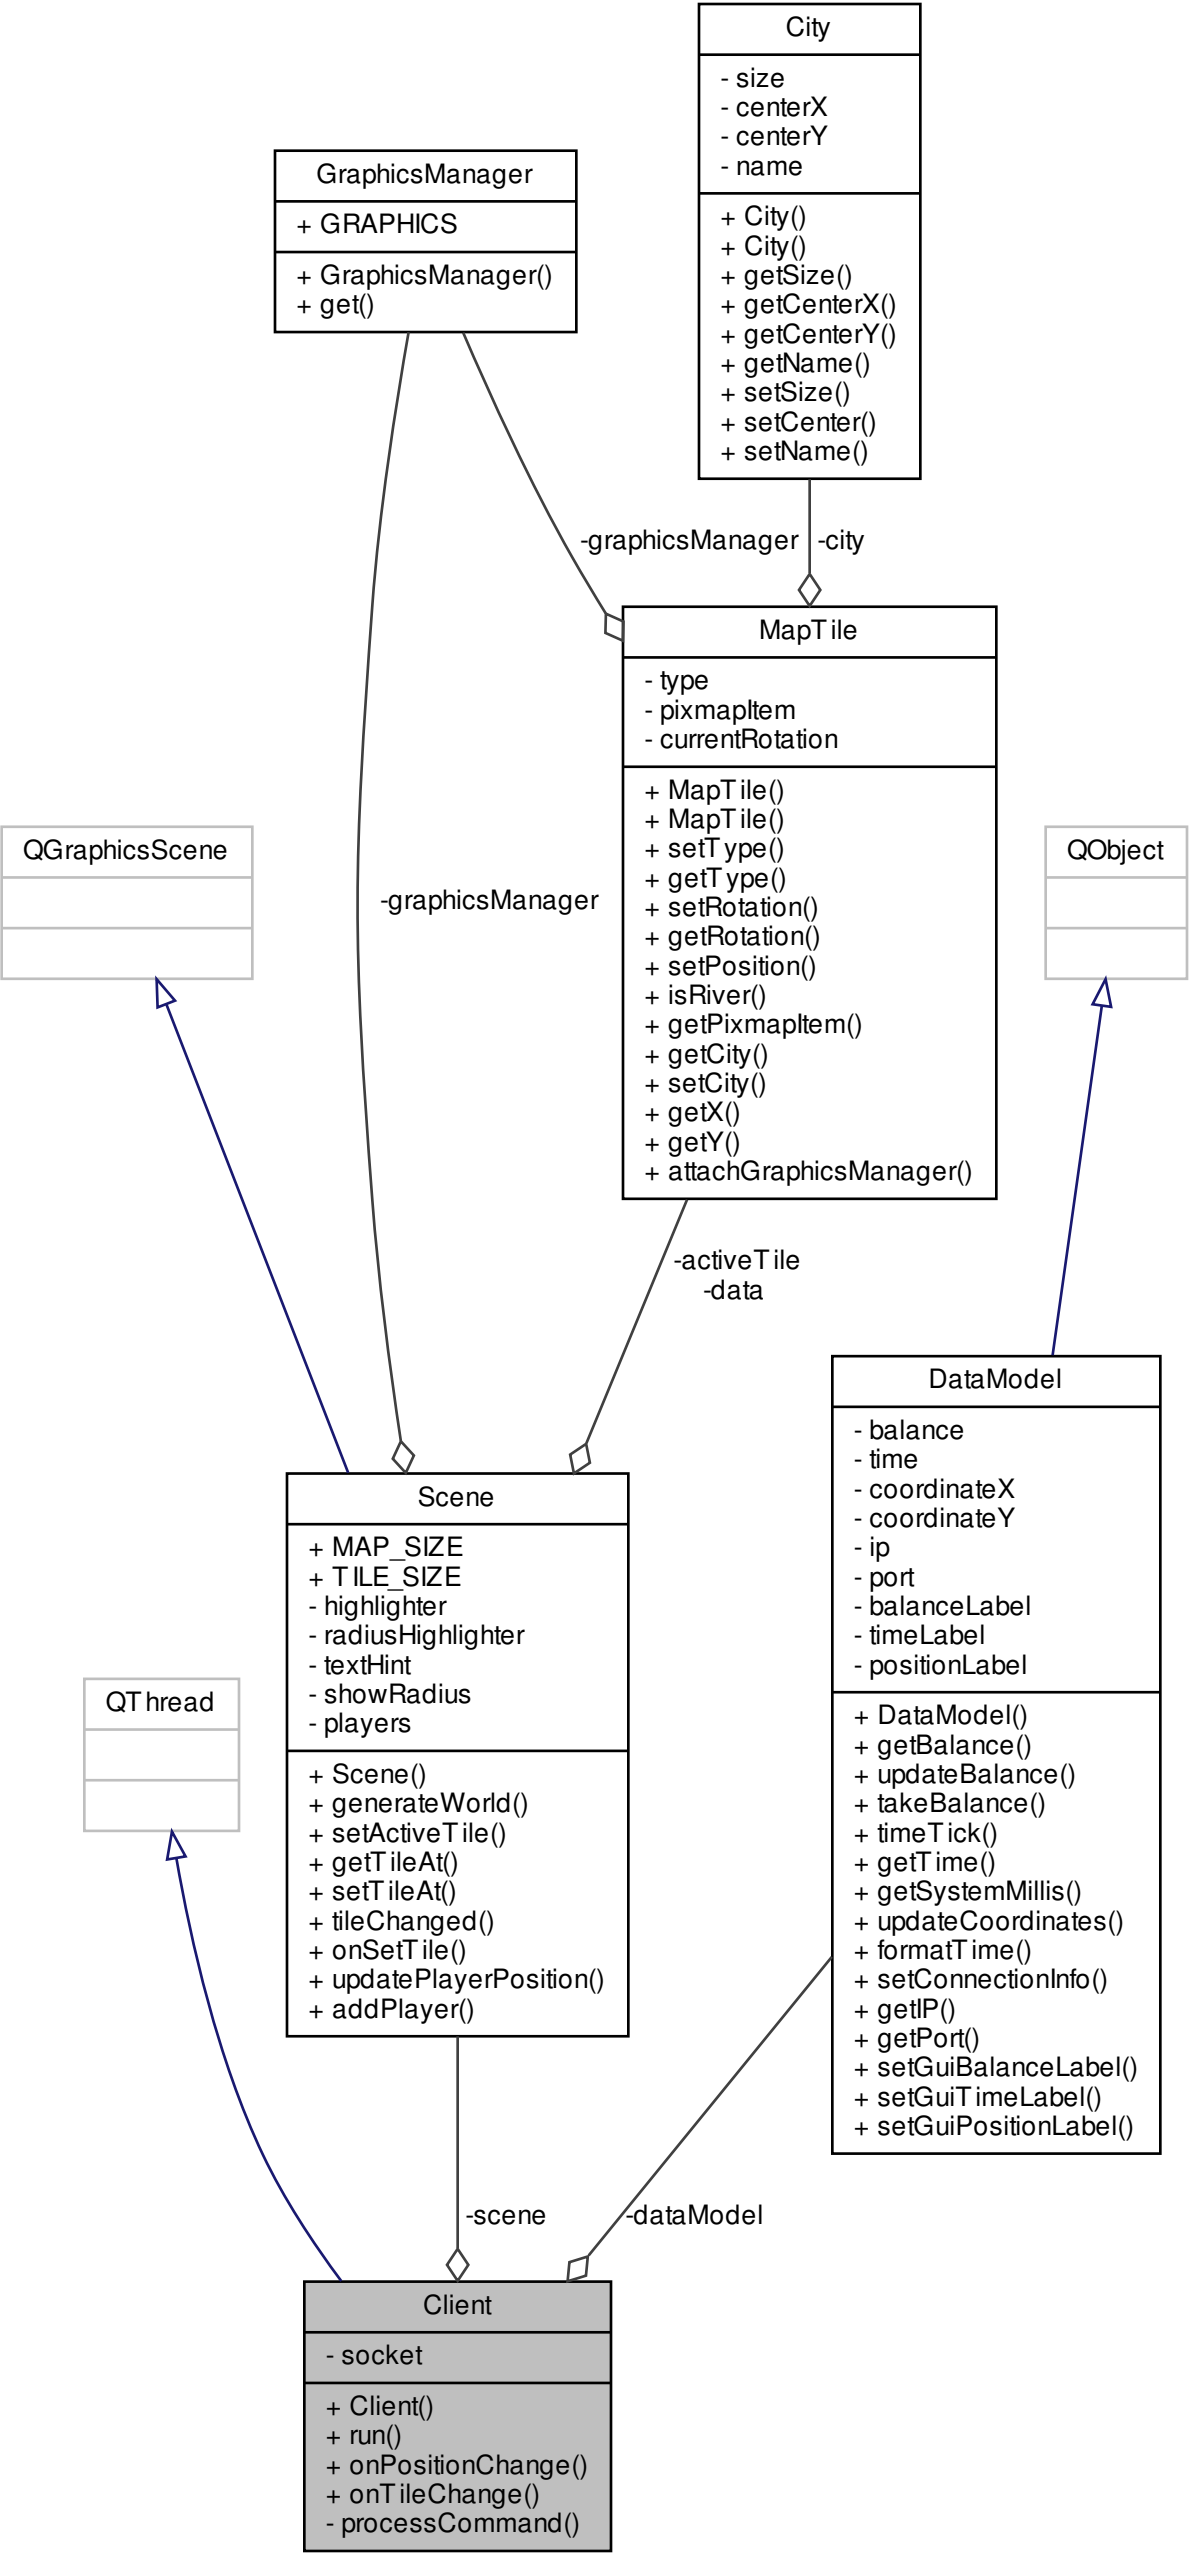 City
- size
- centerX
- centerY
- name
+ City()
+ City()
+ getSize()
+ getCenterX()
+ getCenterY()
+ getName()
+ setSize()
+ setCenter()
+ setName()
GraphicsManager
+ GRAPHICS
+ GraphicsManager()
+ get()
-graphicsManager
-city
MapTile
- type
- pixmapItem
- currentRotation
+ MapTile()
+ MapTile()
+ setType()
+ getType()
+ setRotation()
+ getRotation()
+ setPosition()
+ isRiver()
+ getPixmapItem()
+ getCity()
+ setCity()
+ getX()
+ getY()
+ attachGraphicsManager()
QGraphicsScene
-graphicsManager
QObject
-activeTile
-data
DataModel
- balance
- time
- coordinateX
- coordinateY
- ip
- port
- balanceLabel
- timeLabel
- positionLabel
+ DataModel()
+ getBalance()
+ updateBalance()
+ takeBalance()
+ timeTick()
+ getTime()
+ getSystemMillis()
+ updateCoordinates()
+ formatTime()
+ setConnectionInfo()
+ getIP()
+ getPort()
+ setGuiBalanceLabel()
+ setGuiTimeLabel()
+ setGuiPositionLabel()
Scene
+ MAP_SIZE
+ TILE_SIZE
- highlighter
- radiusHighlighter
- textHint
- showRadius
- players
+ Scene()
+ generateWorld()
+ setActiveTile()
+ getTileAt()
+ setTileAt()
+ tileChanged()
+ onSetTile()
+ updatePlayerPosition()
+ addPlayer()
QThread
-scene
-dataModel
Client
- socket
+ Client()
+ run()
+ onPositionChange()
+ onTileChange()
- processCommand()